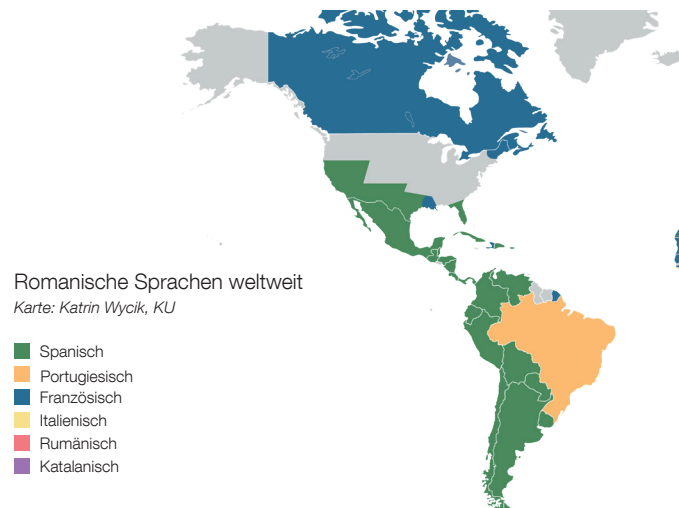 Romanische Sprachen weltweit
Karte: Katrin Wycik, KU
Spanisch
Portugiesisch
Französisch
Italienisch
Rumänisch
Katalanisch